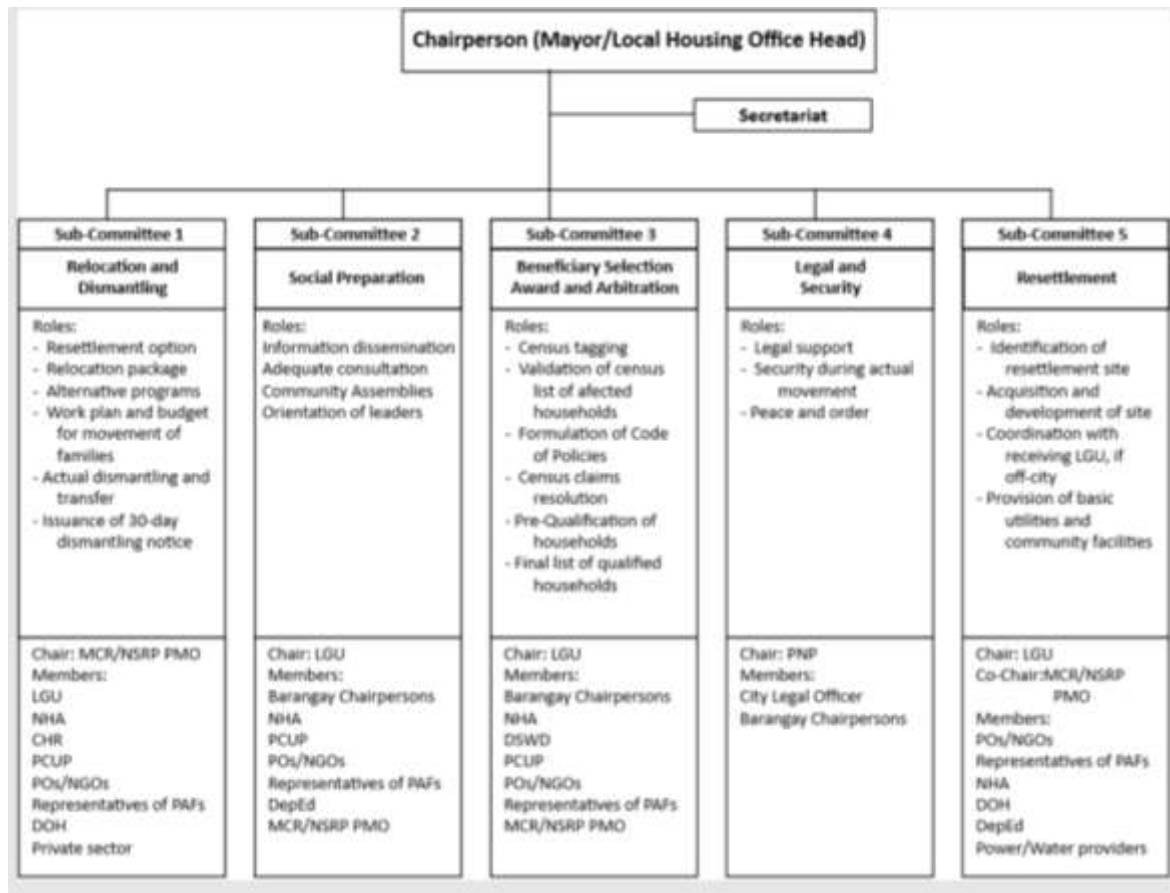 Chairperson (Mayor/Local Housing Office Head)
Secretariat
Sub-Committee 1
Relocation and
Dismantling
Roles:
- Resettlement option
- Relocation package
- Alternative programs
- Work plan and budget
for movement of
families
- Actual dismantling and
transfer
- Issuance of 30-day
dismantling notice
Chair: MCR/NSRP PMO
Members:
LGU
NHA
CHR
PCUP
POs/NGOs
Representatives of PAFs
DOH
Private sector
Sub-Committee 2
Social Preparation
Roles:
Information dissemination
Adequate consultation
Community Assemblies
Orientation of leaders
Chair: LGU
Members:
Barangay Chairpersons
NHA
PCUP
POs/NGOs
Representatives of PAFs
DepEd
MCR/NSRP PMO
Sub-Committee 3
Beneficiary Selection
Award and Arbitration
Roles:
- Census tagging
- Validation of census
list of afected
households
- Formulation of Code
of Policies
- Census claims
resolution
- Pre-Qualification of
households
- Final list of qualified
households
Chair: LGU
Members:
Barangay Chairpersons
NHA
DSWD
PCUP
POs/NGOs
Representatives of PAFs
MCR/NSRP PMO
Sub-Committee 4
Legal and
Security
Roles:
- Legal support
- Security during actual
movement
- Peace and order
Chair: PNP
Members:
City Legal Officer
Barangay Chairpersons
Sub-Committee 5
Resettlement
Roles:
- Identification of
resettlement site
- Acquisition and
development of site
- Coordination with
receiving LGU, if
off-city
- Provision of basic
utilities and
community facilities
Chair: LGU
Co-Chair:MCR/NSRP
PMO
Members:
POs/NGOs
Representatives of PAFs
NHA
DOH
DepEd
Power/Water providers